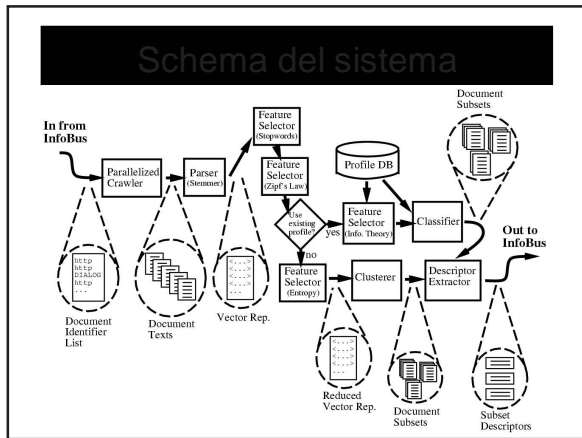 Schema del sistema
In from
InfoBus
Parallelized
Crawler
Parser
(Stemmer)
Feature
Selector
(Stopwords)
Feature
Selector
(Zipf's Law)
Use
existing
profile?
yes
no
Profile DB
Feature
Selector
(Info. Theory)
Classifier
Document
Subsets
Out to
InfoBus
Feature
Selector
(Entropy)
Clusterer
Descriptor
Extractor
http
http
DIALOG
http
...
Document
Identifier
List
Document
Texts
<...>
<...>
<...>
<...>
...
Vector Rep.
<...>
<...>
<...>
<...>
...
Reduced
Vector Rep.
Document
Subsets
Subset
Descriptors